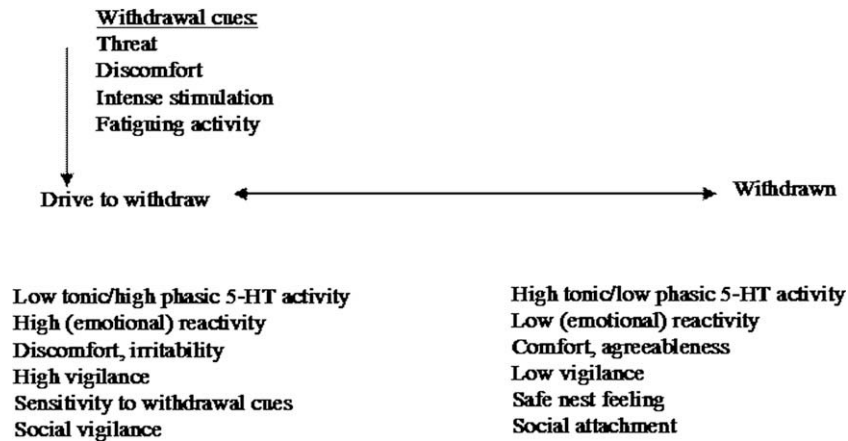 Withdrawal cues:
Threat
Discomfort
Intense stimulation
Fatiguing activity
Drive to withdraw
Withdrawn
Low tonic/high phasic 5-HT activity
High (emotional) reactivity
Discomfort, irritability
High vigilance
Sensitivity to withdrawal cues
Social vigilance
High tonic/low phasic 5-HT activity
Low (emotional) reactivity
Comfort, agreeableness
Low vigilance
Safe nest feeling
Social attachment